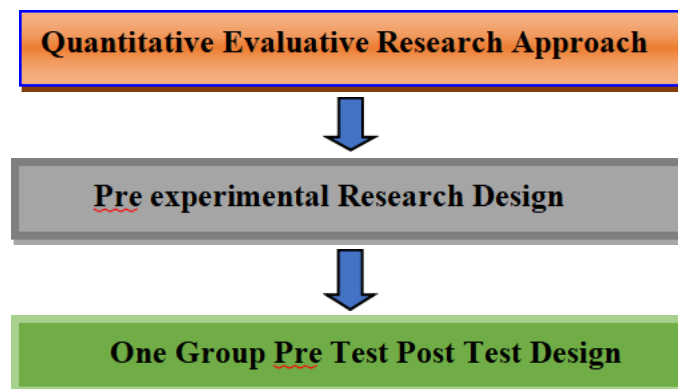 Quantitative Evaluative Research Approach
Pre experimental Research Design
One Group Pre Test Post Test Design